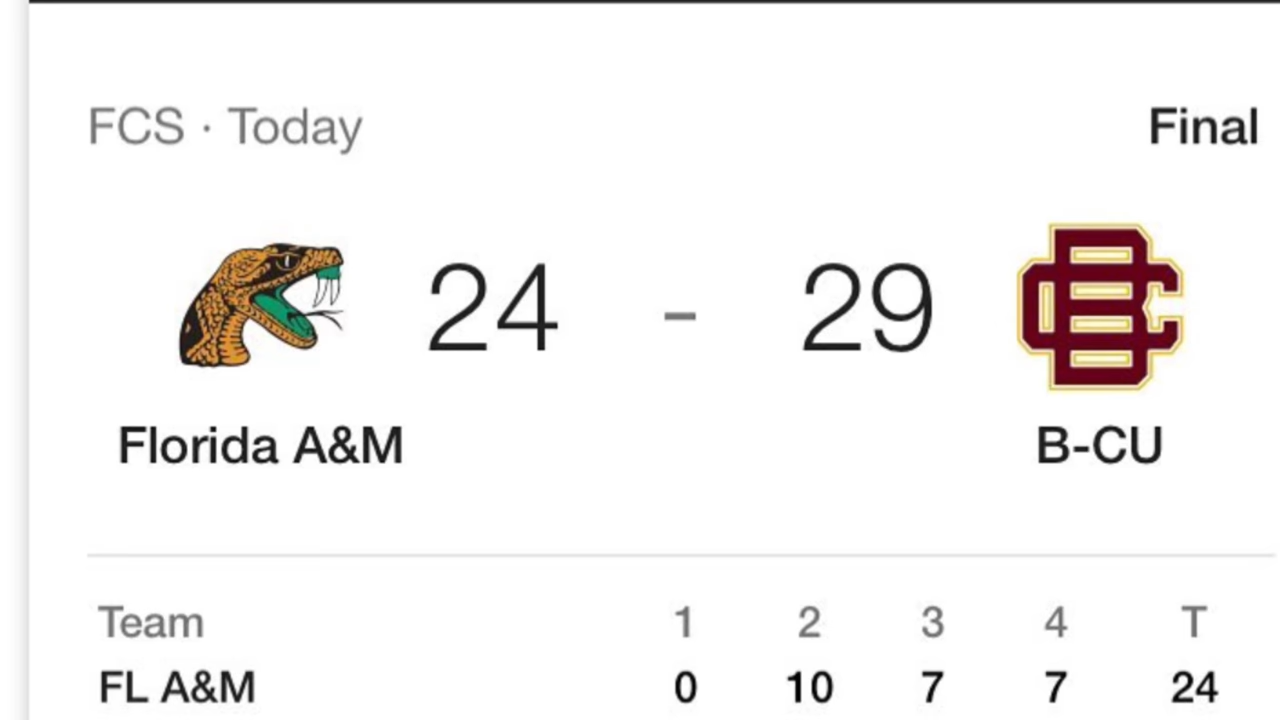 FCS · Today Final
24 - 29
Florida A&M B-CU
Team 1 2 3 4 T
FL A&M 0 10 7 7 24